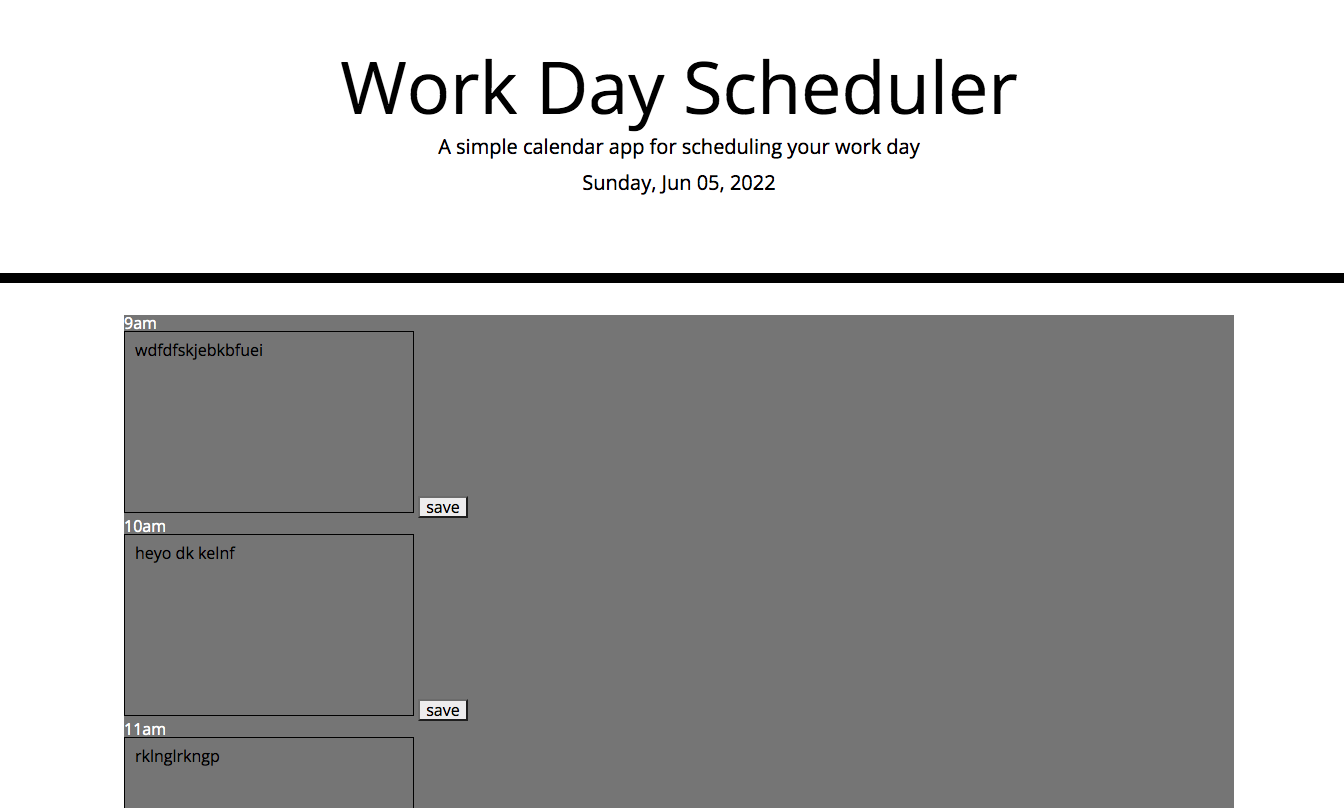 Work Day Scheduler
A simple calendar app for scheduling your work day
Sunday, Jun 05, 2022
9am
wdfdfskjebkbfuei
save
10am
heyo dk kelnf
save
11am
rklnglrkngp